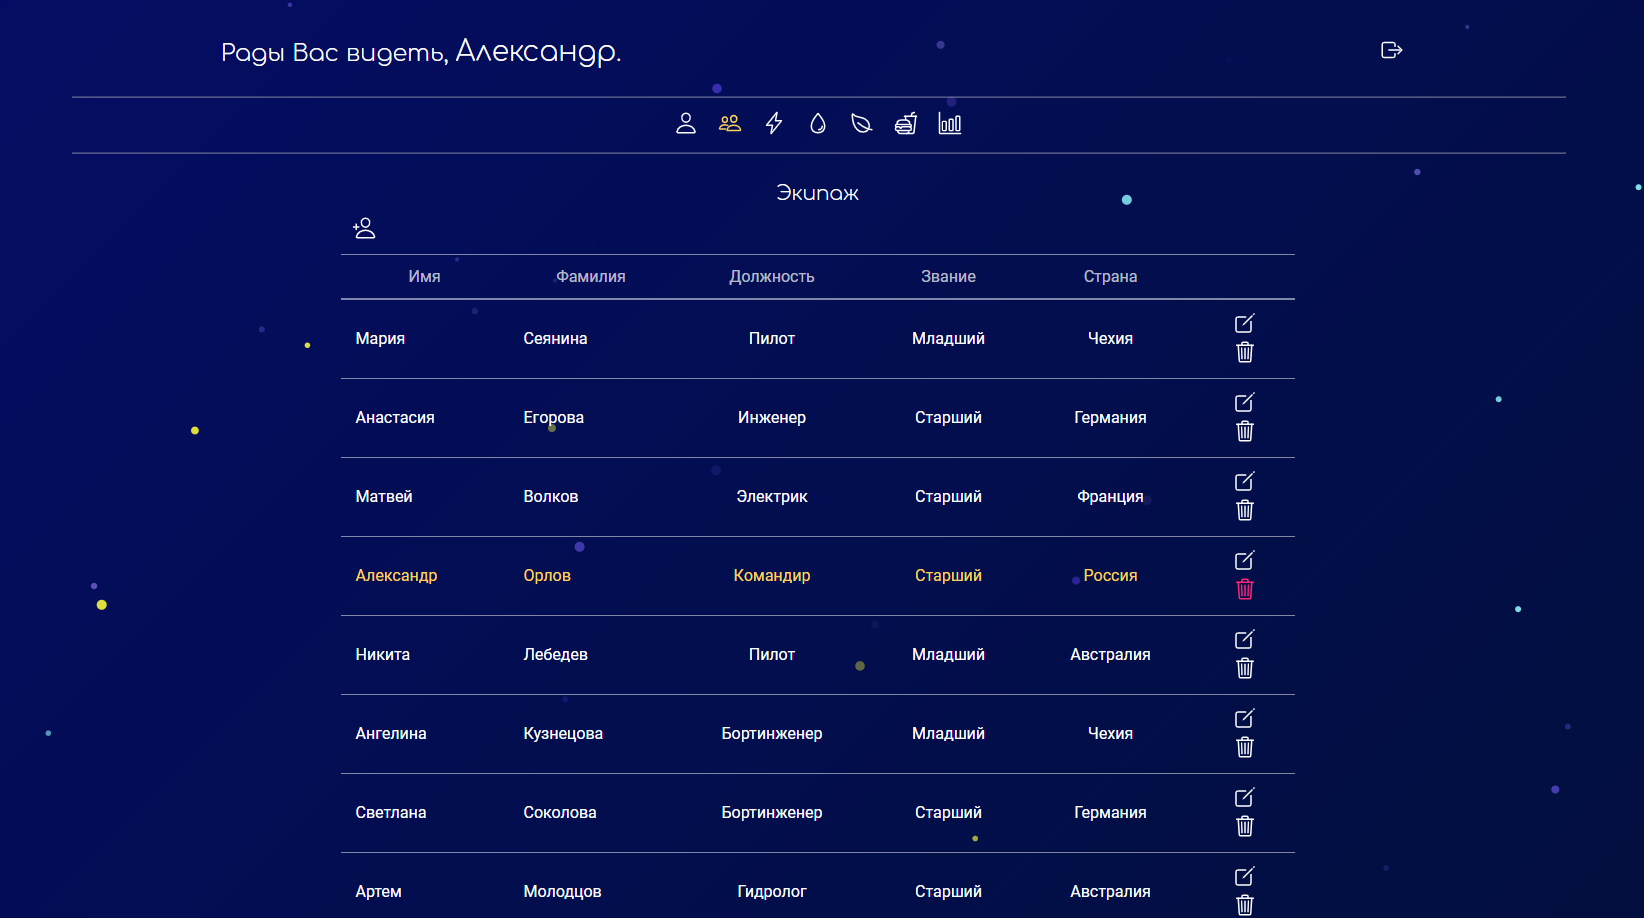 Рады Вас видеть, Александр.
Экипаж
Имя Фамилия Должность Звание Страна
Мария Сеянина Пилот Младший Чехия
Анастасия Егорова Инженер Старший Германия
Матвей Волков Электрик Старший Франция
Александр Орлов Командир Старший Россия
Никита Лебедев Пилот Младший Австралия
Ангелина Кузнецова Бортинженер Младший Чехия
Светлана Соколова Бортинженер Старший Германия
Артем Молодцов Гидролог Старший Австралия